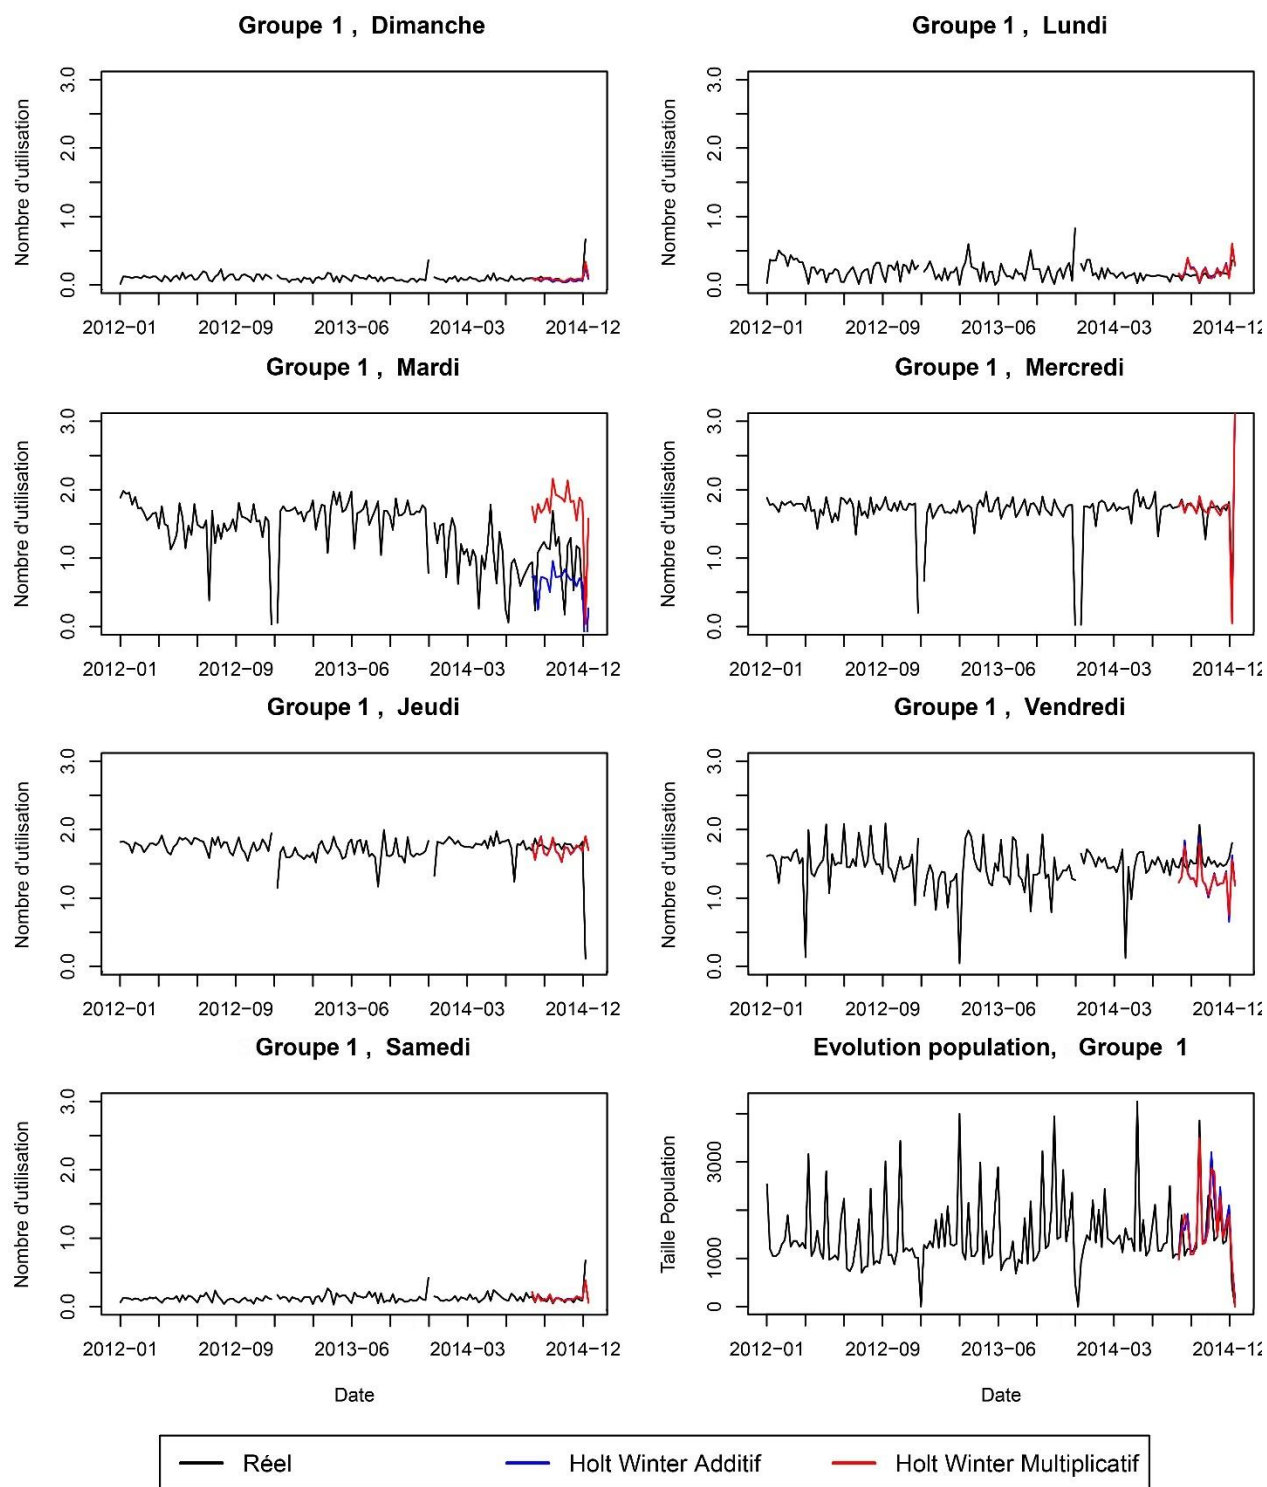 Groupe 1 , Dimanche
Nombre d'utilisation
3.0
2.0
1.0
0.0
2012−01 2012−09 2013−06 2014−03 2014−12
Groupe 1 , Lundi
Nombre d'utilisation
3.0
2.0
1.0
0.0
2012−01 2012−09 2013−06 2014−03 2014−12
Groupe 1 , Mardi
Nombre d'utilisation
3.0
2.0
1.0
0.0
2012−01 2012−09 2013−06 2014−03 2014−12
Groupe 1 , Mercredi
Nombre d'utilisation
3.0
2.0
1.0
0.0
2012−01 2012−09 2013−06 2014−03 2014−12
Groupe 1 , Jeudi
Nombre d'utilisation
3.0
2.0
1.0
0.0
2012−01 2012−09 2013−06 2014−03 2014−12
Groupe 1 , Vendredi
Nombre d'utilisation
3.0
2.0
1.0
0.0
2012−01 2012−09 2013−06 2014−03 2014−12
Groupe 1 , Samedi
Nombre d'utilisation
3.0
2.0
1.0
0.0
2012−01 2012−09 2013−06 2014−03 2014−12
Date
Evolution population, Groupe 1
Taille Population
3000
1000
0
2012−01 2012−09 2013−06 2014−03 2014−12
Date
Réel Holt Winter Additif Holt Winter Multiplicatif